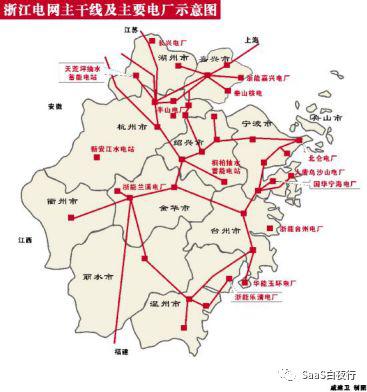 浙江电网主干线及主要电厂示意图
江苏
上海
长兴电厂
湖州市
嘉兴市
天荒坪抽水
蓄能电站
浙能嘉兴电厂
秦山核电
安徽
半山电厂
杭州市
宁波市
舟山市
绍兴市
新安江水电站
桐柏抽水
蓄能电站
北仑电厂
大唐乌沙山电厂
国华宁海电厂
浙能兰溪电厂
衢州市
金华市
台州市
浙能台州电厂
江西
丽水市
华能玉环电厂
温州市
浙能乐清电厂
福建
戚建卫 制图
SaaS白夜行